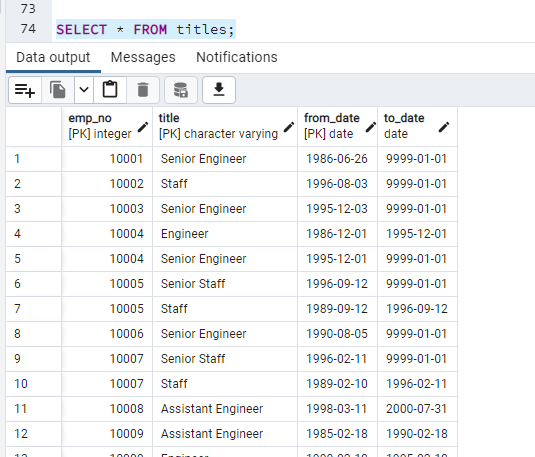 73
74 SELECT * FROM titles;
Data output Messages Notifications
emp_no title from_date to_date
[PK] integer [PK] character varying [PK] date date
1 10001 Senior Engineer 1986-06-26 9999-01-01
2 10002 Staff 1996-08-03 9999-01-01
3 10003 Senior Engineer 1995-12-03 9999-01-01
4 10004 Engineer 1986-12-01 1995-12-01
5 10004 Senior Engineer 1995-12-01 9999-01-01
6 10005 Senior Staff 1996-09-12 9999-01-01
7 10005 Staff 1989-09-12 1996-09-12
8 10006 Senior Engineer 1990-08-05 9999-01-01
9 10007 Senior Staff 1996-02-11 9999-01-01
10 10007 Staff 1989-02-10 1996-02-11
11 10008 Assistant Engineer 1998-03-11 2000-07-31
12 10009 Assistant Engineer 1985-02-18 1990-02-18